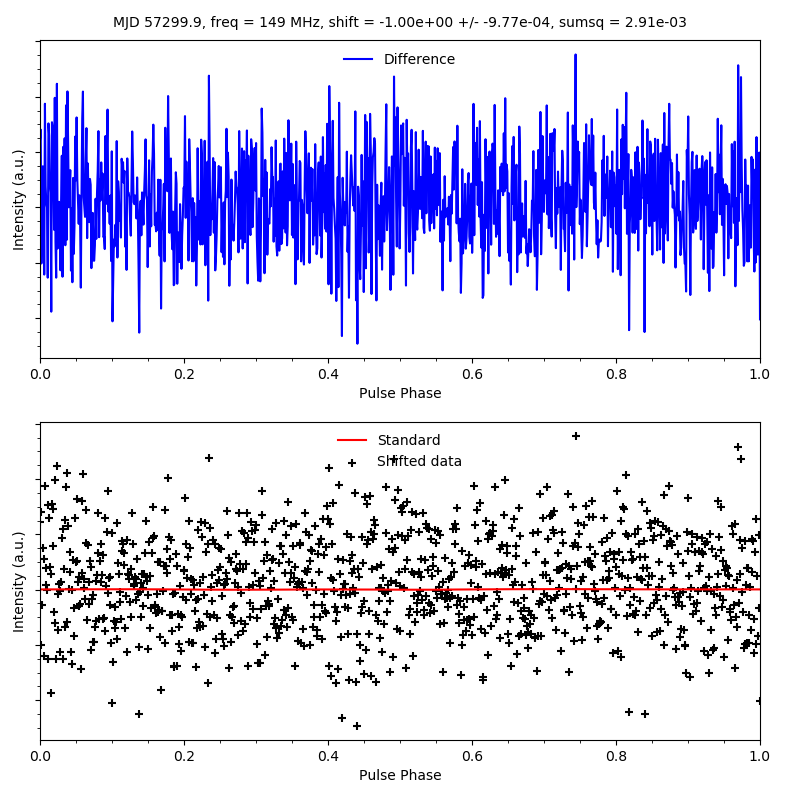 MJD 57299.9, freq = 149 MHz, shift = -1.00e+00 +/- -9.77e-04, sumsq = 2.91e-03
Difference
Intensity (a.u.)
0.0 0.2 0.4 0.6 0.8 1.0
Pulse Phase
Standard
Shifted data
Intensity (a.u.)
0.0 0.2 0.4 0.6 0.8 1.0
Pulse Phase